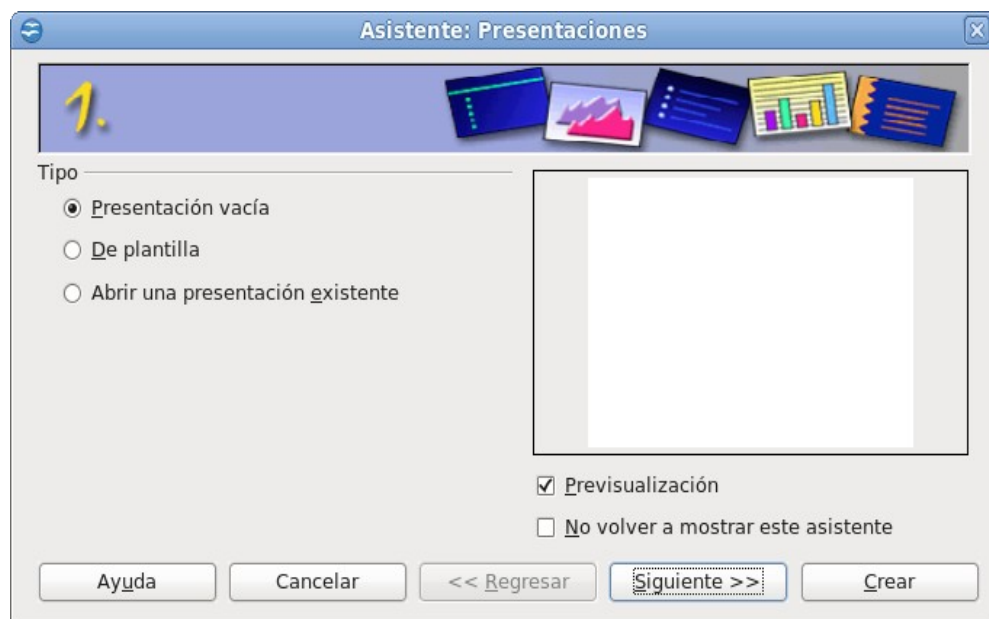 Asistente: Presentaciones
1.
Tipo
Presentación vacía
De plantilla
Abrir una presentación existente
Previsualización
No volver a mostrar este asistente
Ayuda
Cancelar
<< Regresar
Siguiente >>
Crear